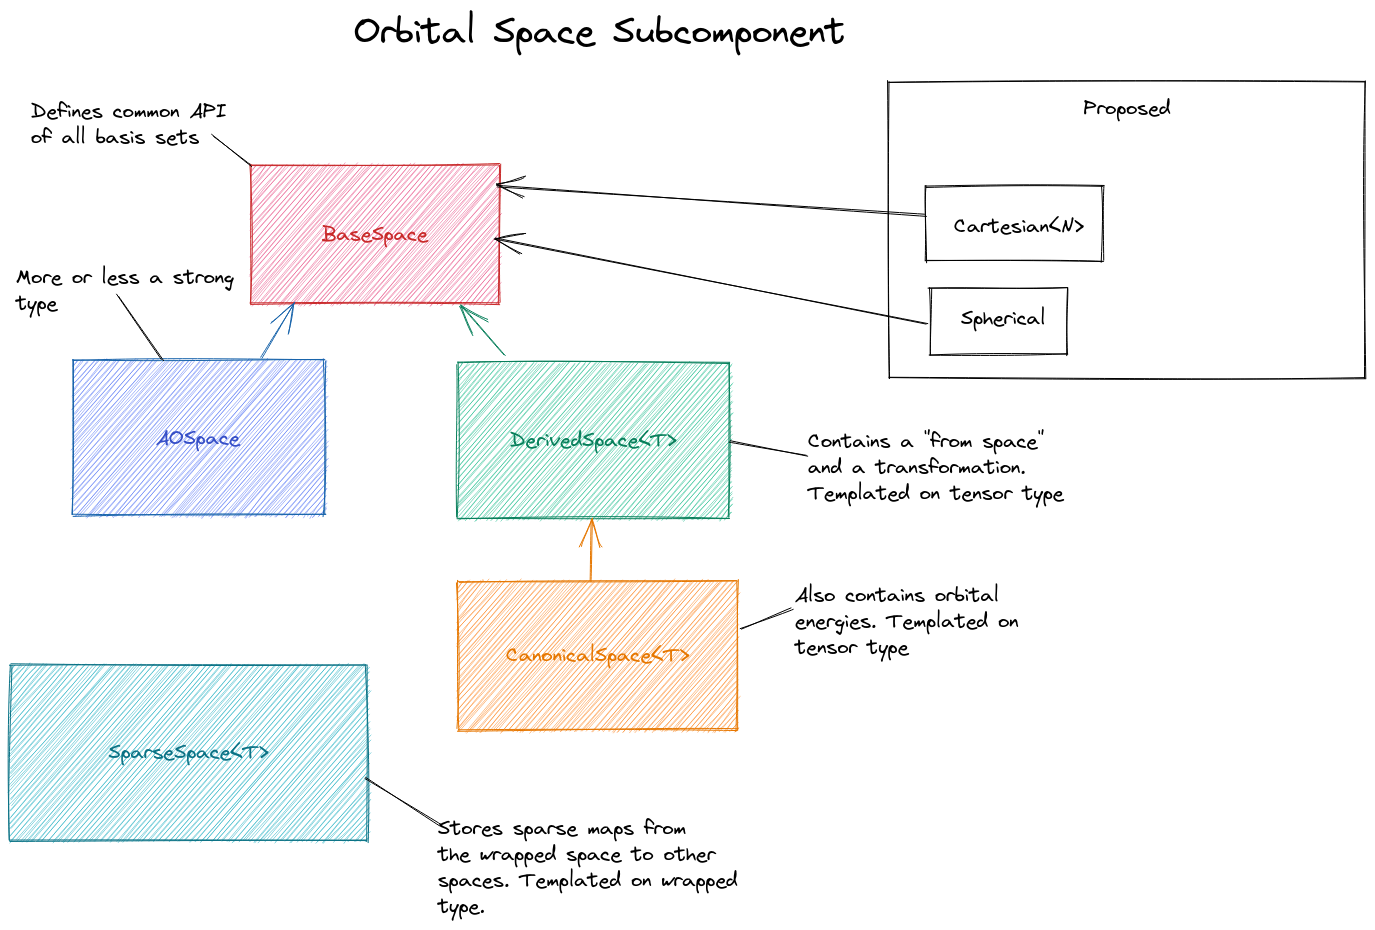 Orbital Space Subcomponent
Defines common API
of all basis sets
Proposed
BaseSpace
Cartesian<N>
More or less a strong
type
Spherical
AOSpace
DerivedSpace<T>
Contains a "from space"
and a transformation.
Templated on tensor type
CanonicalSpace<T>
Also contains orbital
energies. Templated on
tensor type
SparseSpace<T>
Stores sparse maps from
the wrapped space to other
spaces. Templated on wrapped
type.